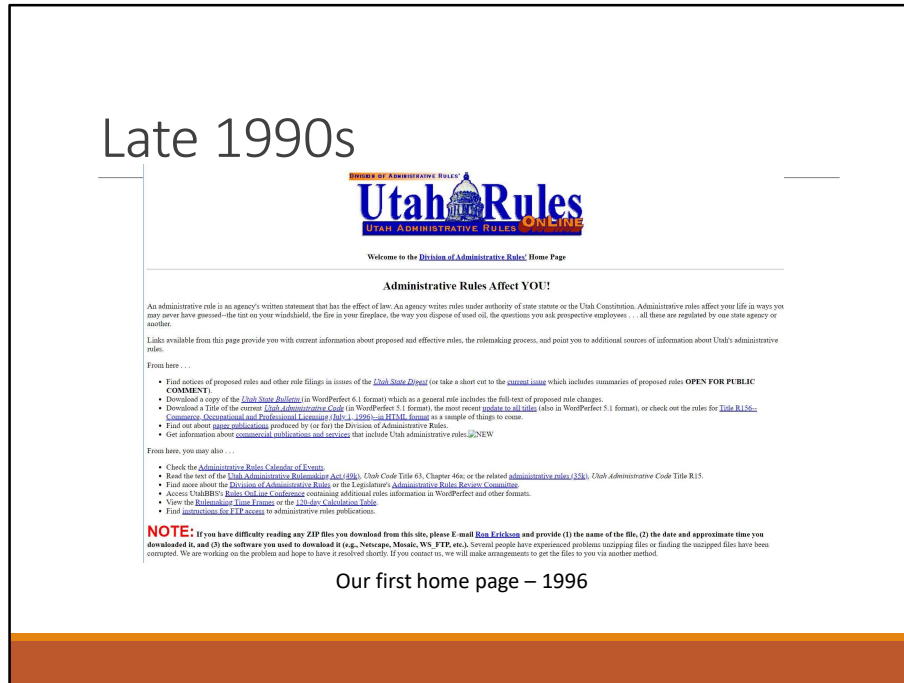 Late 1990s
DIVISION OF ADMINISTRATIVE RULES'
Utah Rules
UTAH ADMINISTRATIVE RULES ONLINE
Welcome to the Division of Administrative Rules' Home Page
Administrative Rules Affect YOU!
An administrative rule is an agency's written statement that has the effect of law. An agency writes rules under authority of state statute or the Utah Constitution. Administrative rules affect your life in ways you
may never have guessed--the tint on your windshield, the fire in your fireplace, the way you dispose of used oil, the questions you ask prospective employees . . . all these are regulated by one state agency or
another.
Links available from this page provide you with current information about proposed and effective rules, the rulemaking process, and point you to additional sources of information about Utah's administrative
rules.
From here . . .
• Find notices of proposed rules and other rule filings in issues of the Utah State Digest (or take a short cut to the current issue which includes summaries of proposed rules OPEN FOR PUBLIC
COMMENT).
• Download a copy of the Utah State Bulletin (in WordPerfect 6.1 format) which as a general rule includes the full-text of proposed rule changes.
• Download a Title of the current Utah Administrative Code (in WordPerfect 5.1 format), the most recent update to all titles (also in WordPerfect 5.1 format), or check out the rules for Title R156--
Commerce, Occupational and Professional Licensing (July 1, 1996)--in HTML format as a sample of things to come.
• Find out about paper publications produced by (or for) the Division of Administrative Rules.
• Get information about commercial publications and services that include Utah administrative rules. NEW
From here, you may also . . .
• Check the Administrative Rules Calendar of Events.
• Read the text of the Utah Administrative Rulemaking Act (49k), Utah Code Title 63, Chapter 46a; or the related administrative rules (35k), Utah Administrative Code Title R15.
• Find more about the Division of Administrative Rules or the Legislature's Administrative Rules Review Committee.
• Access UtahBBS's Rules OnLine Conference containing additional rules information in WordPerfect and other formats.
• View the Rulemaking Time Frames or the 120-day Calculation Table.
• Find instructions for FTP access to administrative rules publications.
NOTE: If you have difficulty reading any ZIP files you download from this site, please E-mail Ron Erickson and provide (1) the name of the file, (2) the date and approximate time you
downloaded it, and (3) the software you used to download it (e.g., Netscape, Mosaic, WS_FTP, etc.). Several people have experienced problems unzipping files or finding the unzipped files have been
corrupted. We are working on the problem and hope to have it resolved shortly. If you contact us, we will make arrangements to get the files to you via another method.
Our first home page – 1996